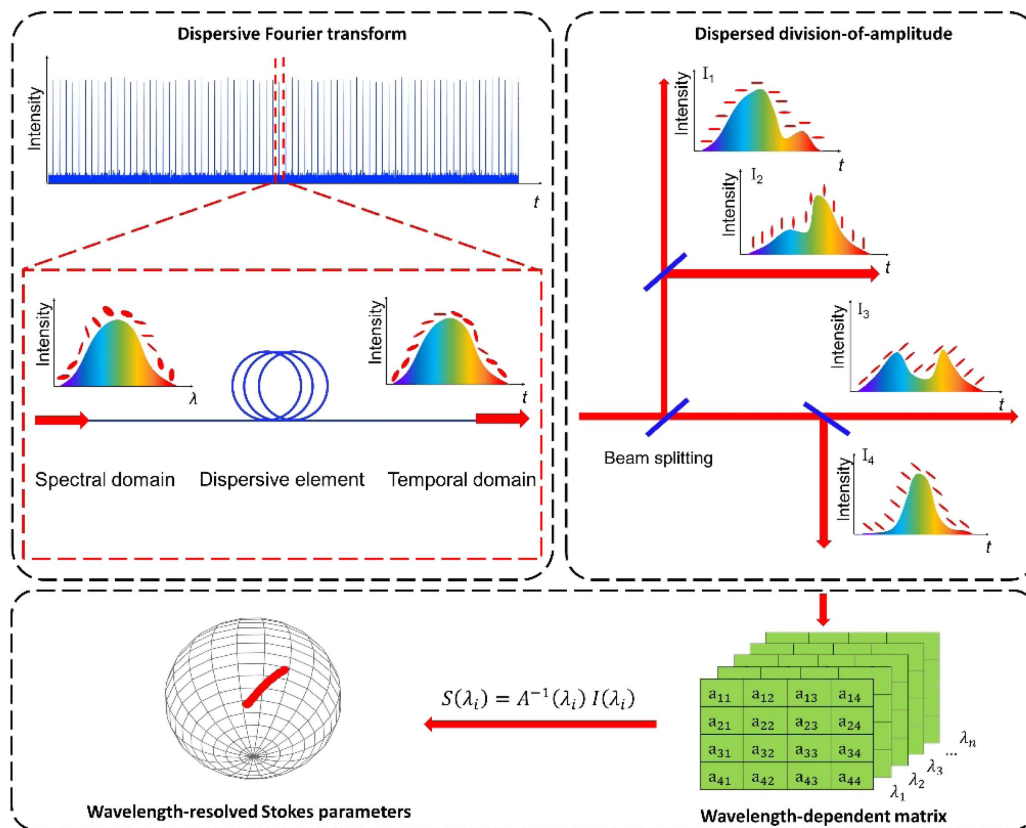 Dispersive Fourier transform
Intensity
t
Intensity
λ
Intensity
t
Spectral domain
Dispersive element
Temporal domain
Dispersed division-of-amplitude
I1
Intensity
t
I2
Intensity
t
I3
Intensity
t
Beam splitting
I4
Intensity
t
S(λi) = A−1(λi) I(λi)
Wavelength-resolved Stokes parameters
a11 a12 a13 a14
a21 a22 a23 a24
a31 a32 a33 a34
a41 a42 a43 a44
λ1 λ2 λ3 ... λn
Wavelength-dependent matrix